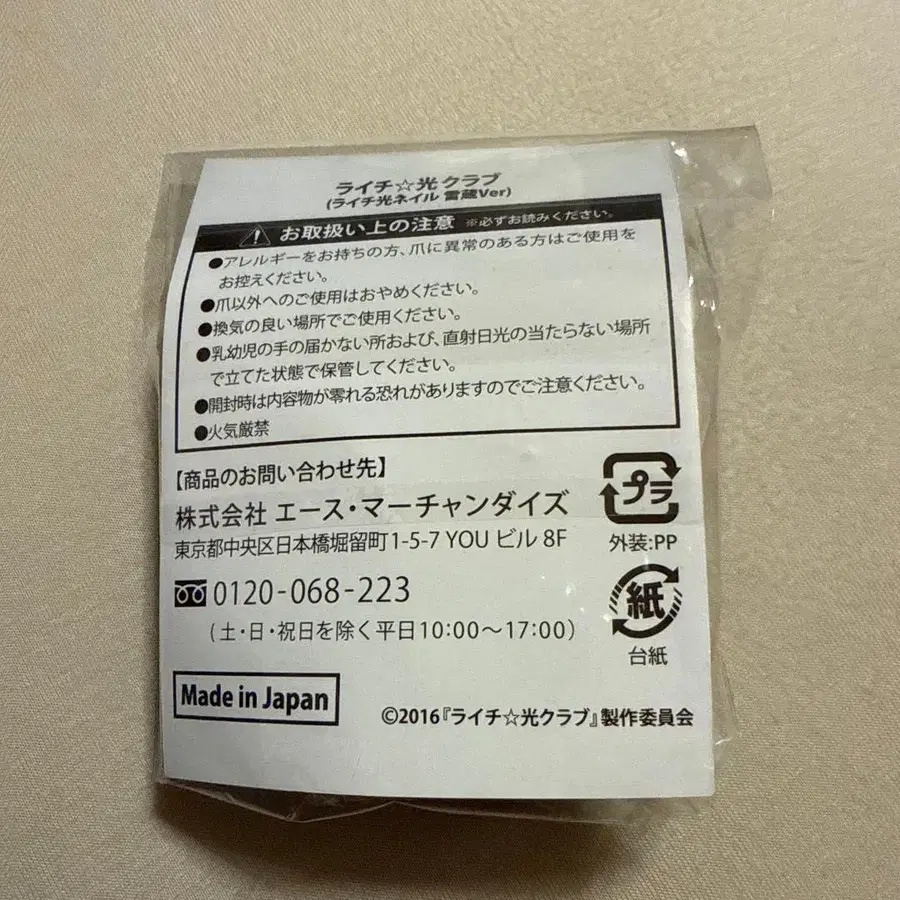 ライチ☆光クラブ
(ライチ光ネイル 雷蔵Ver)
お取扱い上の注意 ※必ずお読みください。
●アレルギーをお持ちの方、爪に異常のある方はご使用を
お控えください。
●爪以外へのご使用はおやめください。
●換気の良い場所でご使用ください。
●乳幼児の手の届かない所および、直射日光の当たらない場所
で立てた状態で保管してください。
●開封時は内容物が零れる恐れがありますのでご注意ください。
●火気厳禁
【商品のお問い合わせ先】
株式会社 エース・マーチャンダイズ
東京都中央区日本橋堀留町1-5-7 YOU ビル 8F
0120-068-223
(土・日・祝日を除く平日10:00～17:00)
プラ
外装:PP
紙
台紙
Made in Japan
©2016『ライチ☆光クラブ』製作委員会